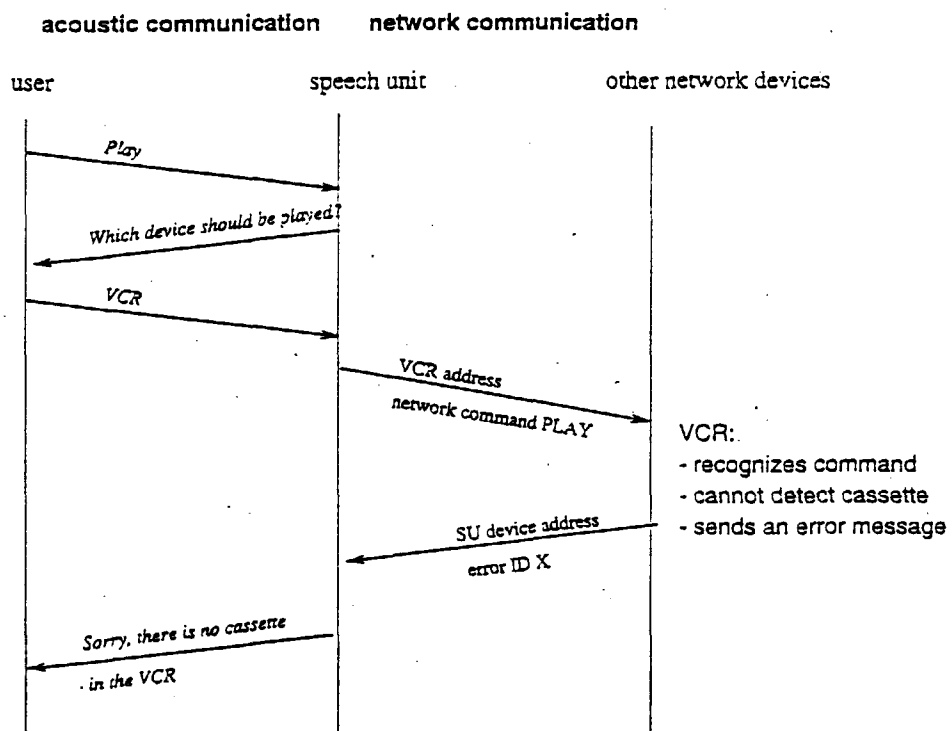 acoustic communication network communication
user speech unit other network devices
Play
Which device should be played?
VCR
VCR address
network command PLAY
VCR:
- recognizes command
- cannot detect cassette
- sends an error message
SU device address
error ID X
Sorry, there is no cassette
in the VCR